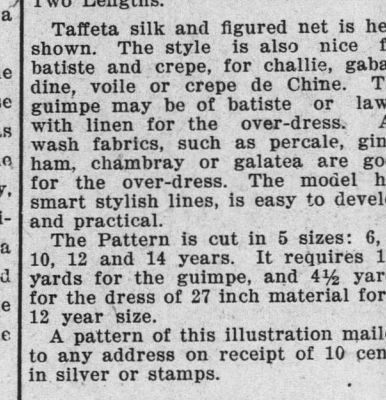 Two Lengths.
Taffeta silk and figured net is he
shown. The style is also nice f
batiste and crepe, for challie, gaba
dine, voile or crepe de Chine. T
guimpe may be of batiste or law
with linen for the over-dress. A
wash fabrics, such as percale, gin
ham, chambray or galatea are go
for the over-dress. The model h
smart stylish lines, is easy to devel
and practical.
The Pattern is cut in 5 sizes: 6,
10, 12 and 14 years. It requires 1
yards for the guimpe, and 4½ yar
for the dress of 27 inch material for
12 year size.
A pattern of this illustration maile
to any address on receipt of 10 cen
in silver or stamps.